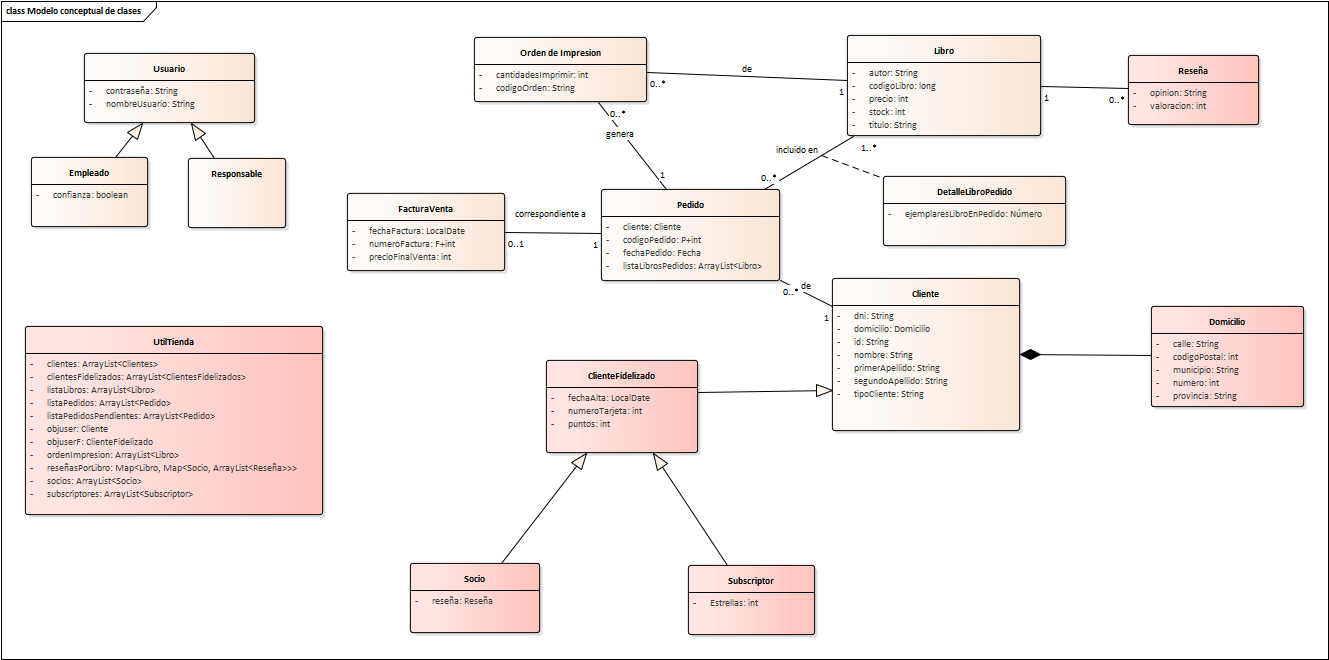 class Modelo conceptual de clases
Usuario
- contraseña: String
- nombreUsuario: String
Empleado
- confianza: boolean
Responsable
Orden de Impresion
- cantidadesImprimir: int
- codigoOrden: String
0..*
de
1
Libro
- autor: String
- codigoLibro: long
- precio: int
- stock: int
- titulo: String
1
0..*
Reseña
- opinion: String
- valoracion: int
0..*
genera
1
incluido en
1..*
0..*
DetalleLibroPedido
- ejemplaresLibroEnPedido: Número
FacturaVenta
- fechaFactura: LocalDate
- numeroFactura: F+int
- precioFinalVenta: int
correspondiente a
0..1
1
Pedido
- cliente: Cliente
- codigoPedido: P+int
- fechaPedido: Fecha
- listaLibrosPedidos: ArrayList<Libro>
0..*
de
1
Cliente
- dni: String
- domicilio: Domicilio
- id: String
- nombre: String
- primerApellido: String
- segundoApellido: String
- tipoCliente: String
Domicilio
- calle: String
- codigoPostal: int
- municipio: String
- numero: int
- provincia: String
UtilTienda
- clientes: ArrayList<Clientes>
- clientesFidelizados: ArrayList<ClientesFidelizados>
- listaLibros: ArrayList<Libro>
- listaPedidos: ArrayList<Pedido>
- listaPedidosPendientes: ArrayList<Pedido>
- objuser: Cliente
- objuserF: ClienteFidelizado
- ordenImpresion: ArrayList<Libro>
- reseñasPorLibro: Map<Libro, Map<Socio, ArrayList<Reseña>>>
- socios: ArrayList<Socio>
- subscriptores: ArrayList<Subscriptor>
ClienteFidelizado
- fechaAlta: LocalDate
- numeroTarjeta: int
- puntos: int
Socio
- reseña: Reseña
Subscriptor
- Estrellas: int